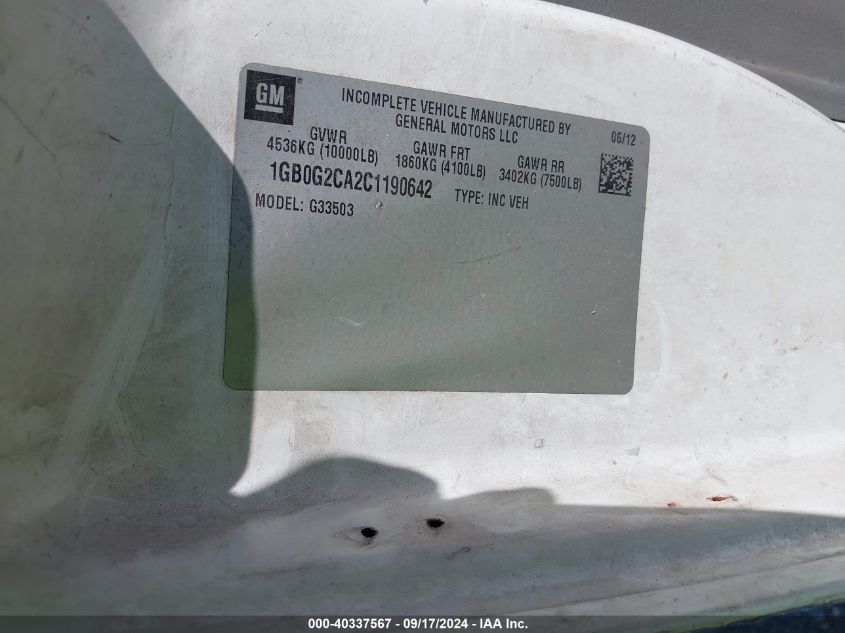 GM ®
INCOMPLETE VEHICLE MANUFACTURED BY
GENERAL MOTORS LLC
06/12
GVWR
4536KG (10000LB)
GAWR FRT
1860KG (4100LB)
GAWR RR
3402KG (7500LB)
1GB0G2CA2C1190642
TYPE: INC VEH
MODEL: G33503
000-40337567 - 09/17/2024 - IAA Inc.